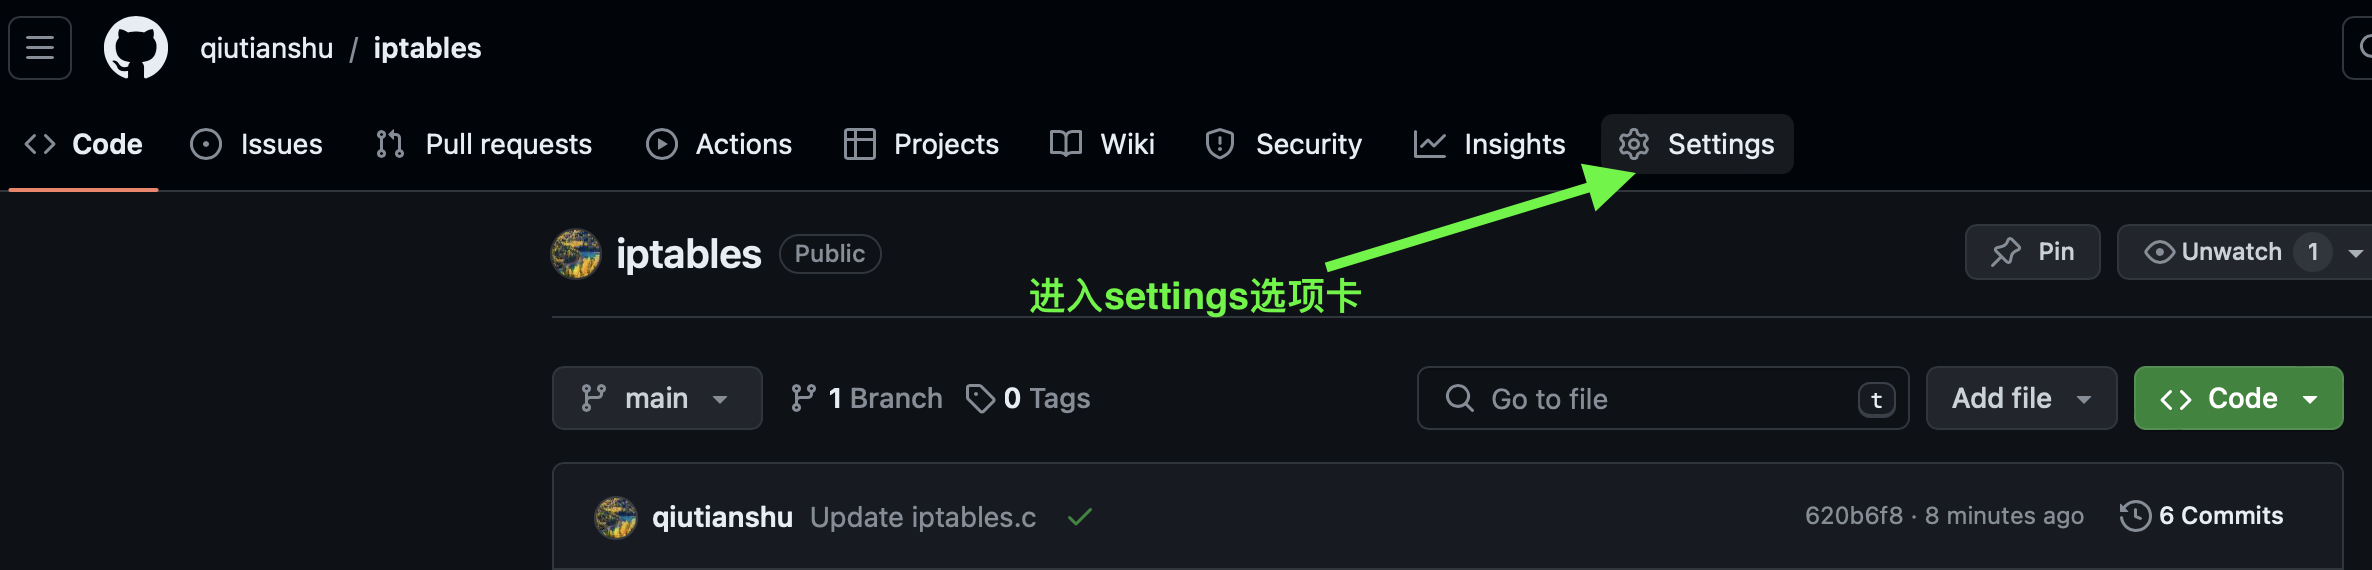 qiutianshu / iptables
Code Issues Pull requests Actions Projects Wiki Security Insights Settings
iptables Public Pin Unwatch 1
进入settings选项卡
main 1 Branch 0 Tags Go to file t Add file Code
qiutianshu Update iptables.c 620b6f8 · 8 minutes ago 6 Commits